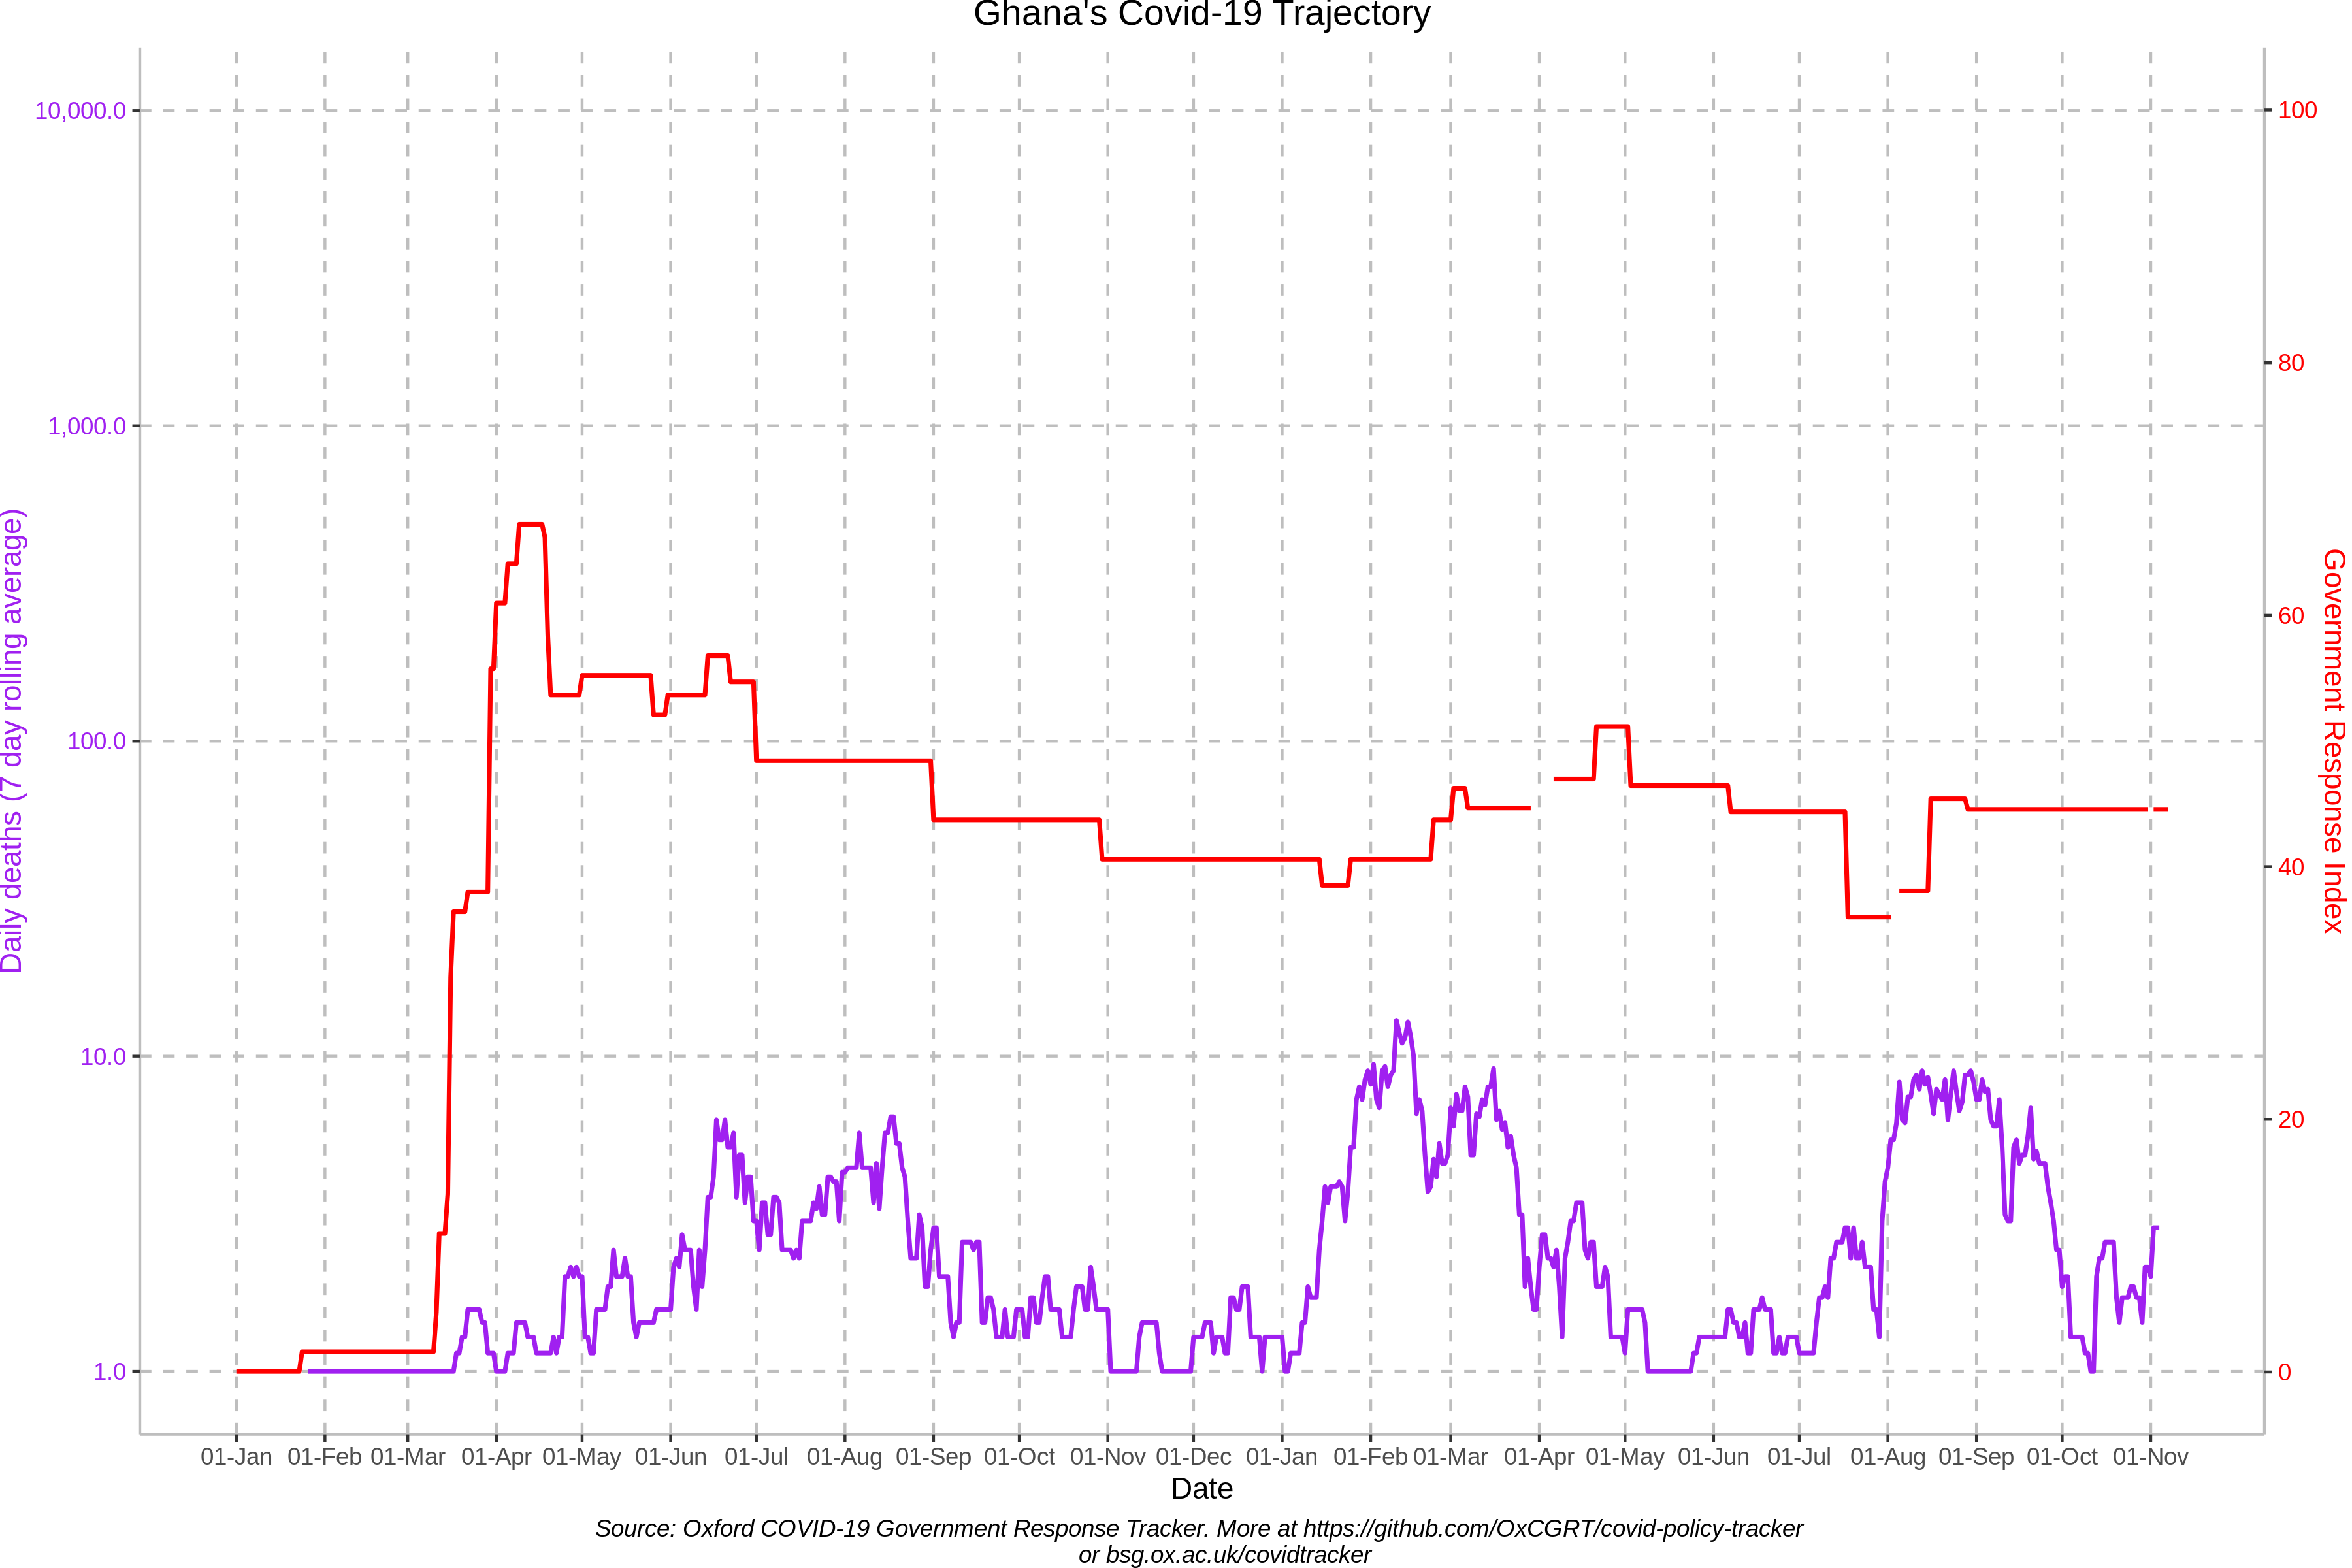 Ghana's Covid-19 Trajectory
10,000.0
1,000.0
100.0
10.0
1.0
Daily deaths (7 day rolling average)
100
80
60
40
20
0
Government Response Index
01-Jan 01-Feb 01-Mar 01-Apr 01-May 01-Jun 01-Jul 01-Aug 01-Sep 01-Oct 01-Nov 01-Dec 01-Jan 01-Feb 01-Mar 01-Apr 01-May 01-Jun 01-Jul 01-Aug 01-Sep 01-Oct 01-Nov
Date
Source: Oxford COVID-19 Government Response Tracker. More at https://github.com/OxCGRT/covid-policy-tracker
or bsg.ox.ac.uk/covidtracker